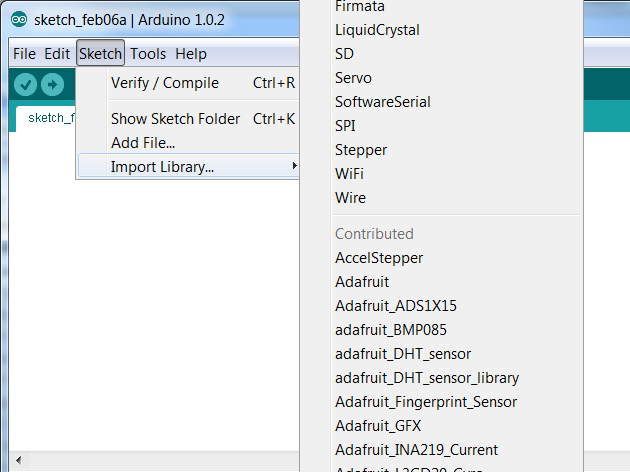 sketch_feb06a | Arduino 1.0.2
File Edit Sketch Tools Help
sketch_f
Verify / Compile Ctrl+R
Show Sketch Folder Ctrl+K
Add File...
Import Library...
Firmata
LiquidCrystal
SD
Servo
SoftwareSerial
SPI
Stepper
WiFi
Wire
Contributed
AccelStepper
Adafruit
Adafruit_ADS1X15
adafruit_BMP085
adafruit_DHT_sensor
adafruit_DHT_sensor_library
Adafruit_Fingerprint_Sensor
Adafruit_GFX
Adafruit_INA219_Current
Adafruit_L3GD20_Gyro